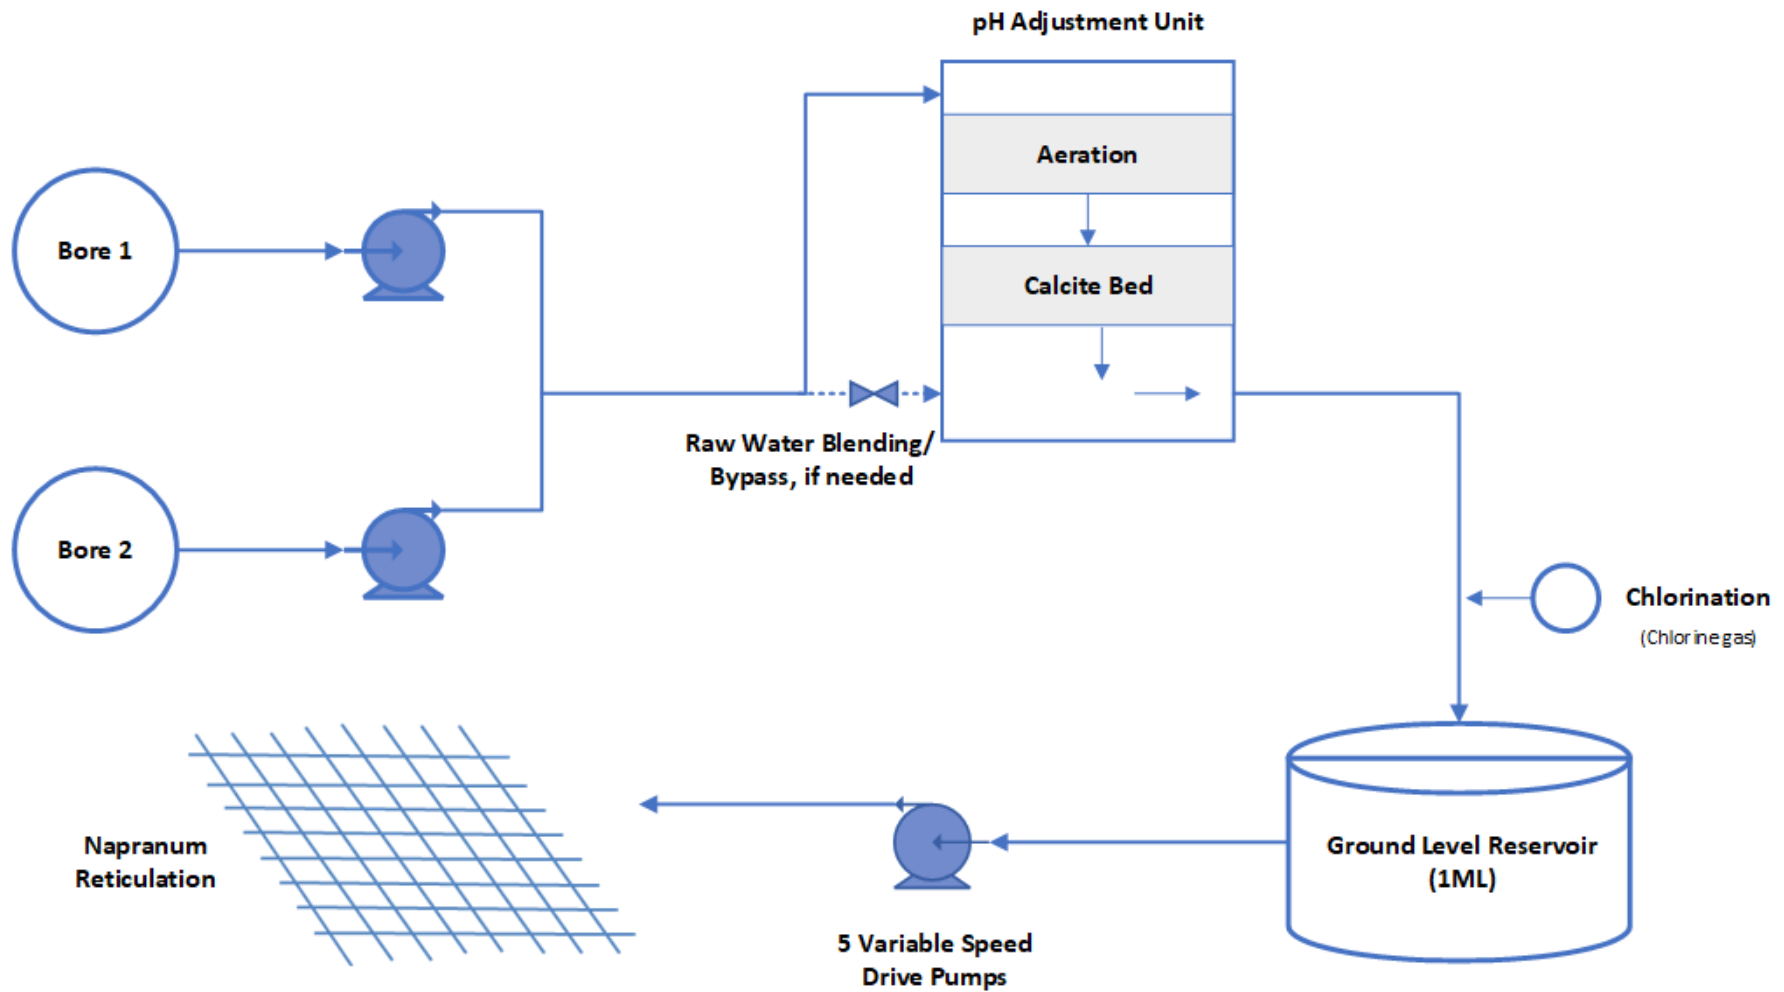 pH Adjustment Unit
Aeration
Bore 1
Calcite Bed
Raw Water Blending/
Bypass, if needed
Bore 2
Chlorination
(Chlorine gas)
Napranum
Reticulation
Ground Level Reservoir
(1ML)
5 Variable Speed
Drive Pumps